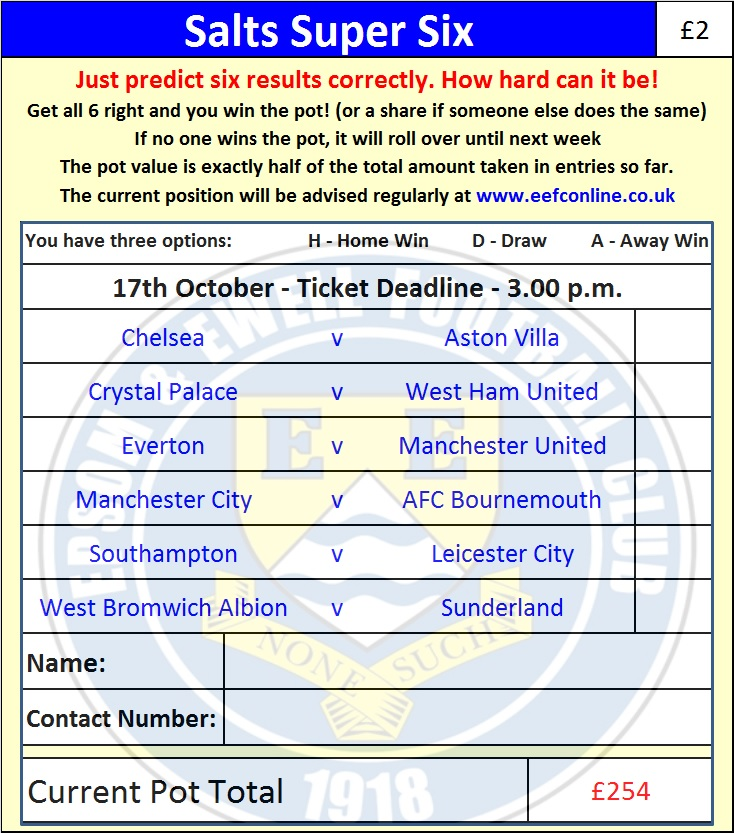 Salts Super Six £2
Just predict six results correctly. How hard can it be!
Get all 6 right and you win the pot! (or a share if someone else does the same)
If no one wins the pot, it will roll over until next week
The pot value is exactly half of the total amount taken in entries so far.
The current position will be advised regularly at www.eefconline.co.uk
You have three options: H - Home Win D - Draw A - Away Win
17th October - Ticket Deadline - 3.00 p.m.
Chelsea v Aston Villa
Crystal Palace v West Ham United
Everton v Manchester United
Manchester City v AFC Bournemouth
Southampton v Leicester City
West Bromwich Albion v Sunderland
Name:
Contact Number:
Current Pot Total £254
EPSOM & EWELL FOOTBALL CLUB
E E
NONE SUCH
1918